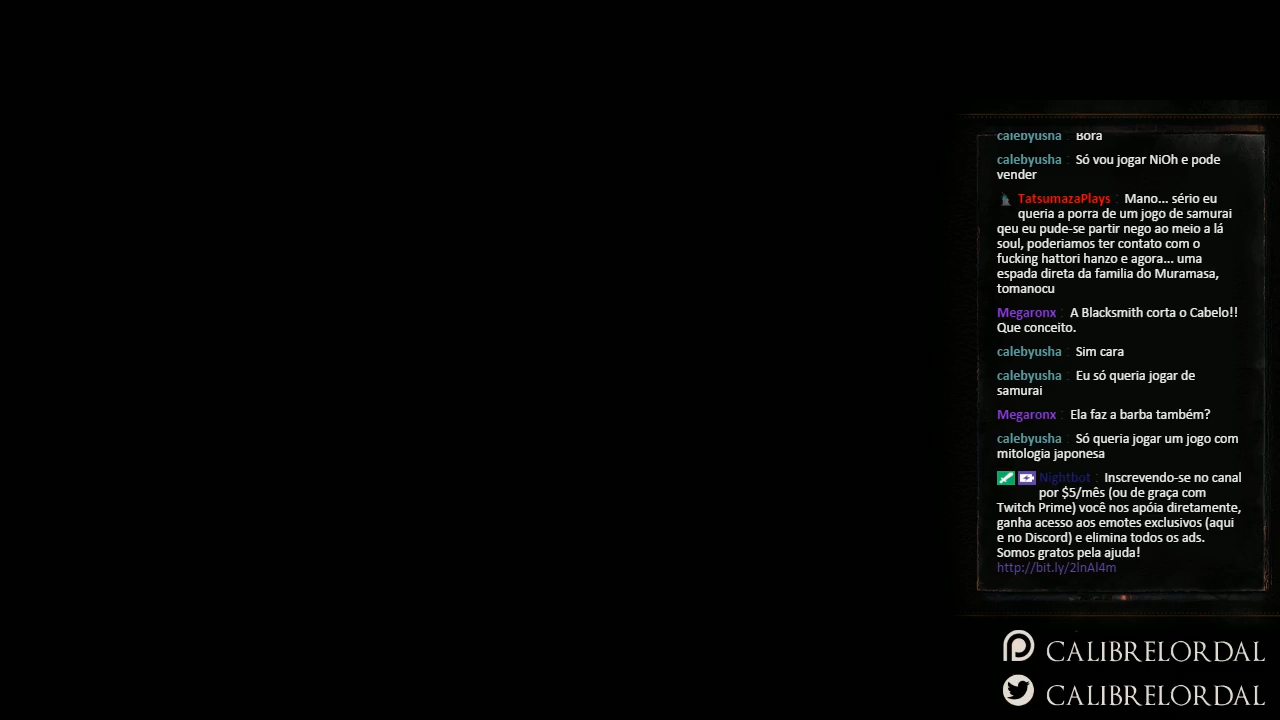 calebyusha : Bora
calebyusha : Só vou jogar NiOh e pode
vender
TatsumazaPlays : Mano... sério eu
queria a porra de um jogo de samurai
qeu eu pude-se partir nego ao meio a lá
soul, poderiamos ter contato com o
fucking hattori hanzo e agora... uma
espada direta da familia do Muramasa,
tomanocu
Megaronx : A Blacksmith corta o Cabelo!!
Que conceito.
calebyusha : Sim cara
calebyusha : Eu só queria jogar de
samurai
Megaronx : Ela faz a barba também?
calebyusha : Só queria jogar um jogo com
mitologia japonesa
Nightbot : Inscrevendo-se no canal
por $5/mês (ou de graça com
Twitch Prime) você nos apóia diretamente,
ganha acesso aos emotes exclusivos (aqui
e no Discord) e elimina todos os ads.
Somos gratos pela ajuda!
http://bit.ly/2lnAl4m
CALIBRELORDAL
CALIBRELORDAL